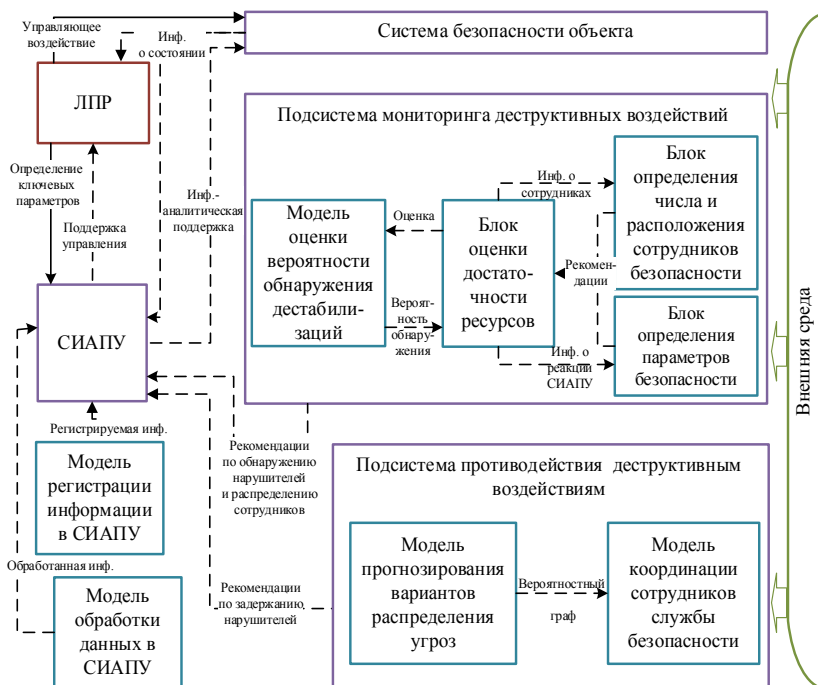 Управляющее
воздействие
Инф.
о состоянии
Система безопасности объекта
ЛПР
Определение
ключевых
параметров
Поддержка
управления
Инф.-
аналитическая
поддержка
СИАПУ
Подсистема мониторинга деструктивных воздействий
Модель
оценки
вероятности
обнаружения
дестабили-
заций
Оценка
Вероят-
ность
обнару-
жения
Блок
оценки
достато-
чности
ресурсов
Инф. о
сотрудниках
Рекомен-
дации
Инф. о
реакции
СИАПУ
Блок
определения
числа и
расположения
сотрудников
безопасности
Блок
определения
параметров
безопасности
Внешняя среда
Регистрируемая инф.
Модель
регистрации
информации
в СИАПУ
Рекомендации
по обнаружению
нарушителей
и распределению
сотрудников
Обработанная инф.
Модель
обработки
данных в
СИАПУ
Рекомендации
по задержанию
нарушителей
Подсистема противодействия деструктивным
воздействиям
Модель
прогнозирования
вариантов
распределения
угроз
Вероятностный
граф
Модель
координации
сотрудников
службы
безопасности